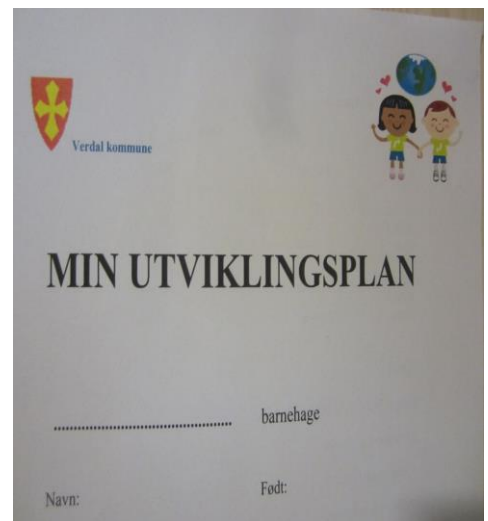 Verdal kommune
MIN UTVIKLINGSPLAN
............................................. barnehage
Navn: Født: